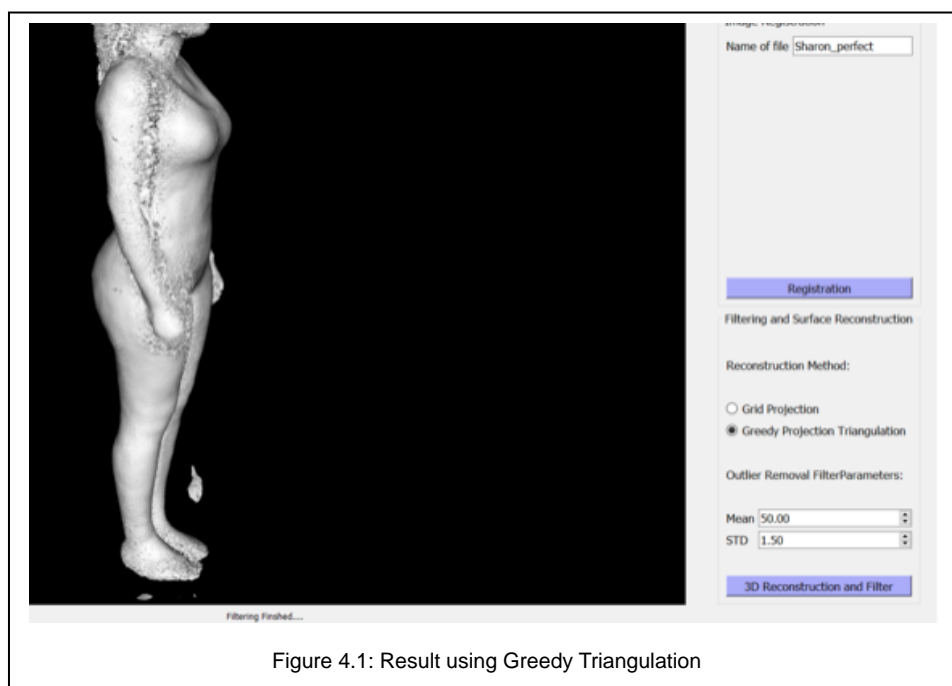 Image Registration
Name of file Sharon_perfect
Registration
Filtering and Surface Reconstruction
Reconstruction Method:
Grid Projection
Greedy Projection Triangulation
Outlier Removal FilterParameters:
Mean 50.00
STD 1.50
3D Reconstruction and Filter
Filtering Finshed....
Figure 4.1: Result using Greedy Triangulation